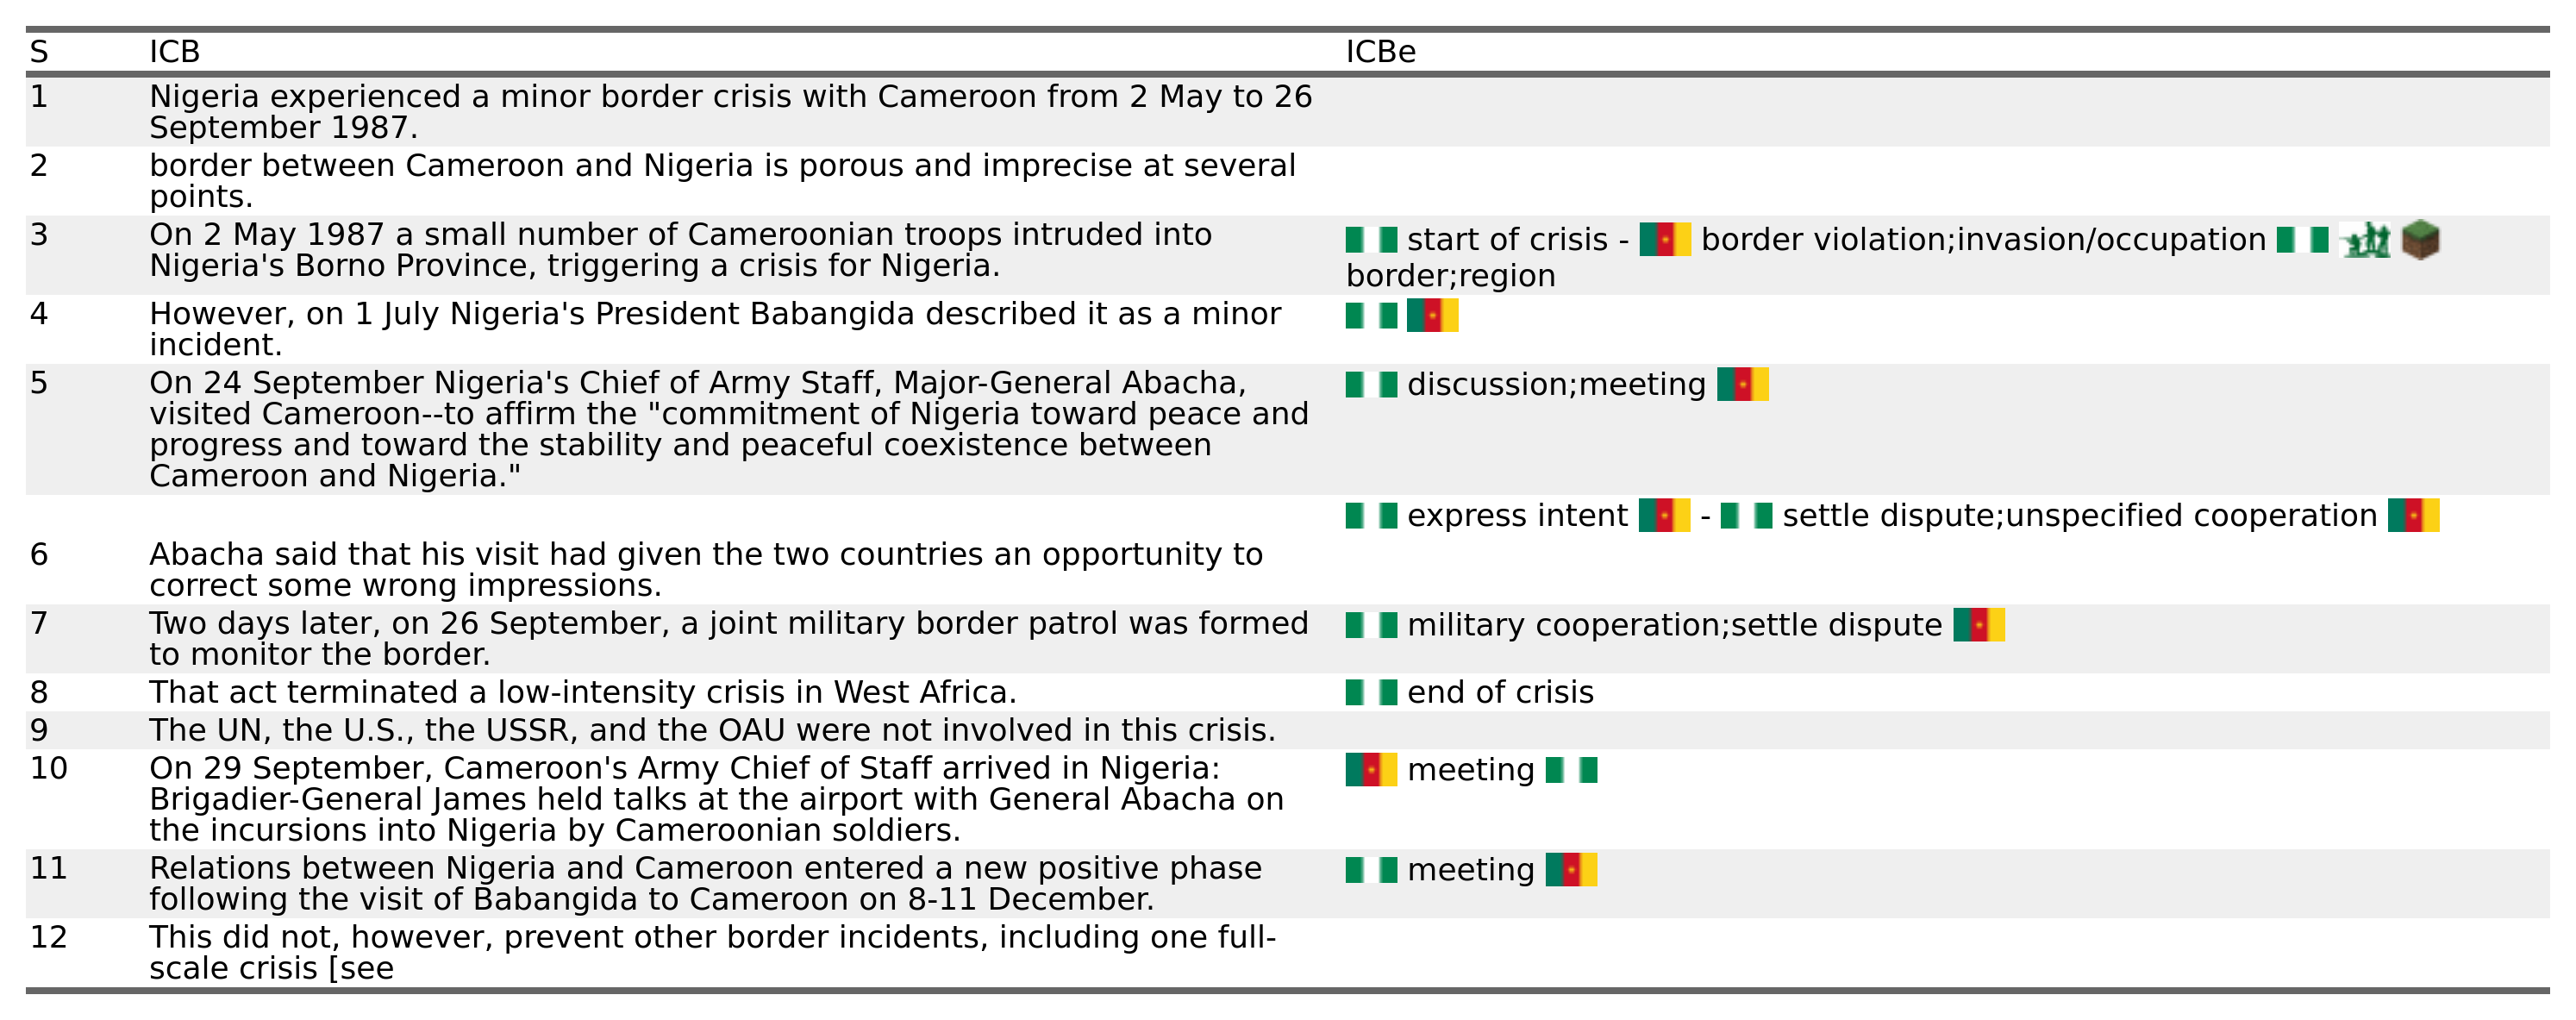 S ICB ICBe
1 Nigeria experienced a minor border crisis with Cameroon from 2 May to 26
September 1987.
2 border between Cameroon and Nigeria is porous and imprecise at several
points.
3 On 2 May 1987 a small number of Cameroonian troops intruded into
Nigeria's Borno Province, triggering a crisis for Nigeria.
start of crisis - border violation;invasion/occupation
border;region
4 However, on 1 July Nigeria's President Babangida described it as a minor
incident.
5 On 24 September Nigeria's Chief of Army Staff, Major-General Abacha,
visited Cameroon--to affirm the "commitment of Nigeria toward peace and
progress and toward the stability and peaceful coexistence between
Cameroon and Nigeria."
discussion;meeting
express intent - settle dispute;unspecified cooperation
6 Abacha said that his visit had given the two countries an opportunity to
correct some wrong impressions.
7 Two days later, on 26 September, a joint military border patrol was formed
to monitor the border.
military cooperation;settle dispute
8 That act terminated a low-intensity crisis in West Africa.
end of crisis
9 The UN, the U.S., the USSR, and the OAU were not involved in this crisis.
10 On 29 September, Cameroon's Army Chief of Staff arrived in Nigeria:
Brigadier-General James held talks at the airport with General Abacha on
the incursions into Nigeria by Cameroonian soldiers.
meeting
11 Relations between Nigeria and Cameroon entered a new positive phase
following the visit of Babangida to Cameroon on 8-11 December.
meeting
12 This did not, however, prevent other border incidents, including one full-
scale crisis [see